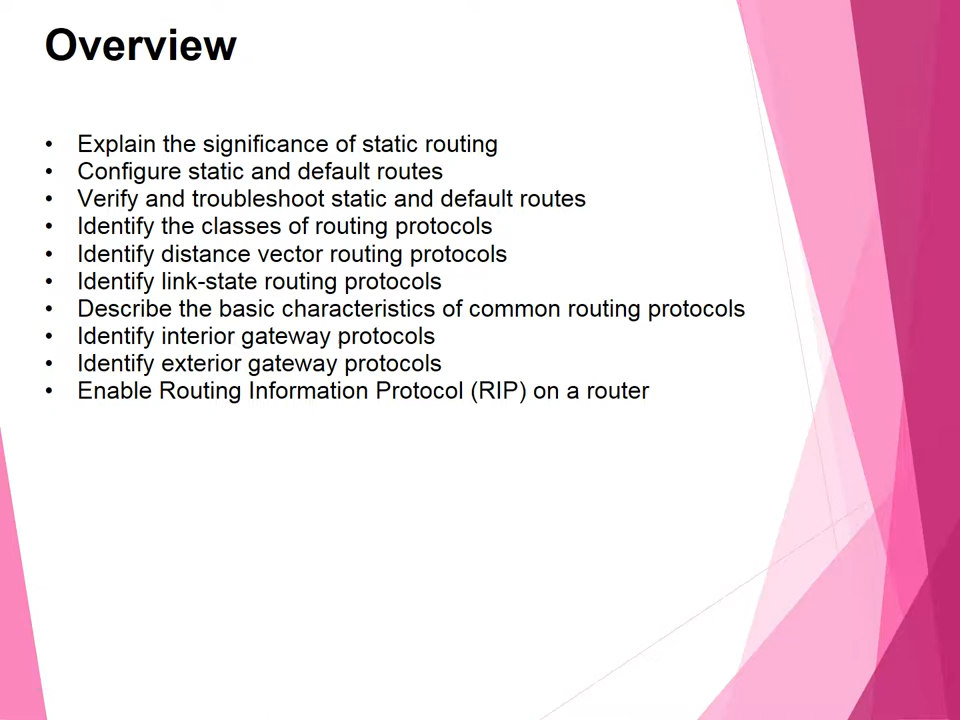 Overview
• Explain the significance of static routing
• Configure static and default routes
• Verify and troubleshoot static and default routes
• Identify the classes of routing protocols
• Identify distance vector routing protocols
• Identify link-state routing protocols
• Describe the basic characteristics of common routing protocols
• Identify interior gateway protocols
• Identify exterior gateway protocols
• Enable Routing Information Protocol (RIP) on a router